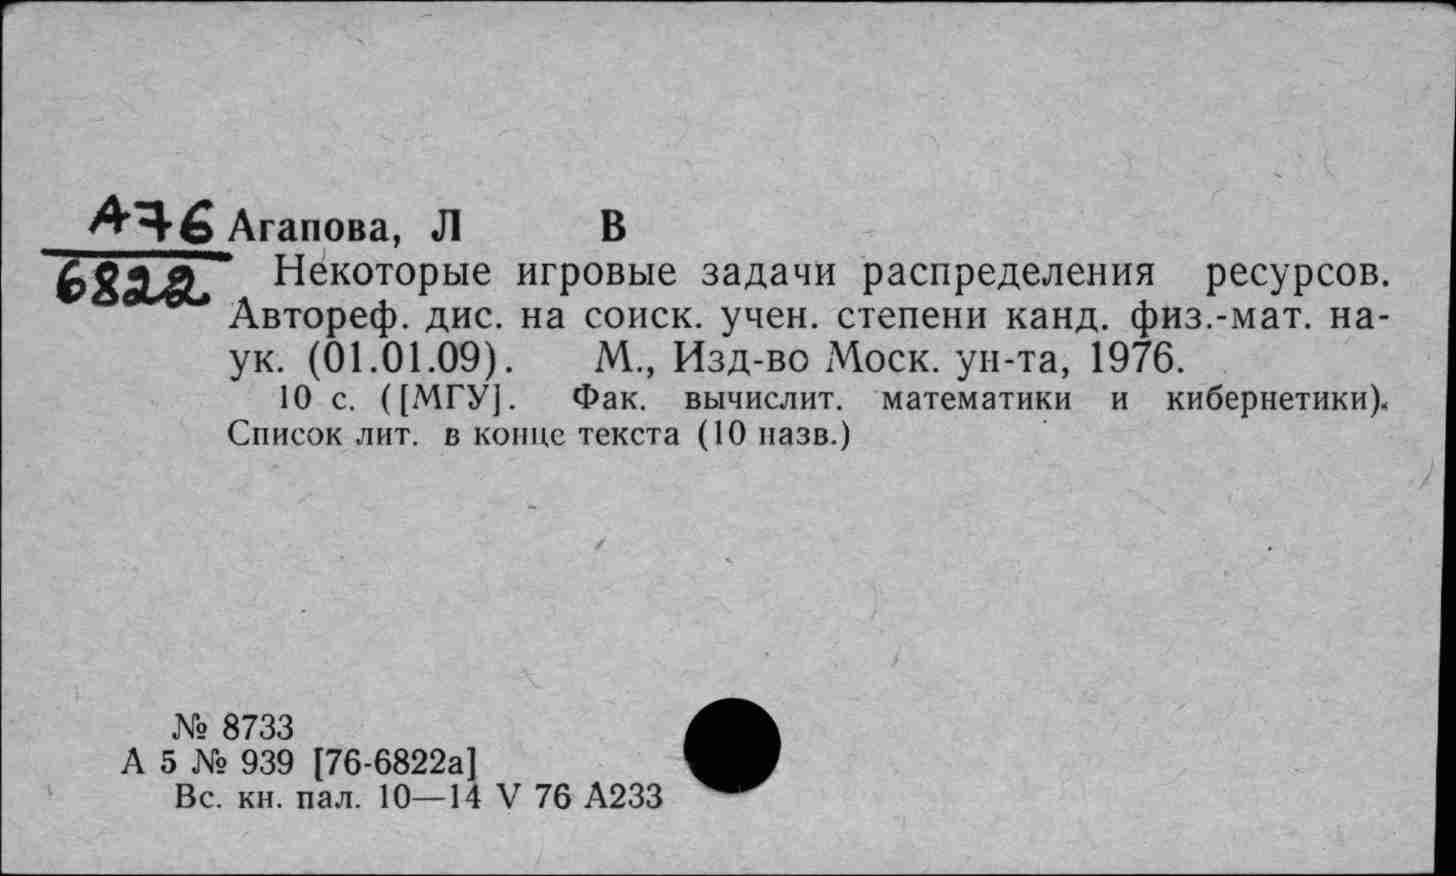 А76 Агапова, Л В
6822 Некоторые игровые задачи распределения ресурсов.
Автореф. дис. на соиск. учен. степени канд. физ.-мат. на-
ук. (01.01.09). М., Изд-во Моск. ун-та, 1976.
10 с. ([МГУ]. Фак. вычислит. математики и кибернетики).
Список лит. в конце текста (10 назв.)
№ 8733
А 5 № 939 [76-6822а]
Вс. кн. пал. 10—14 V 76 А233